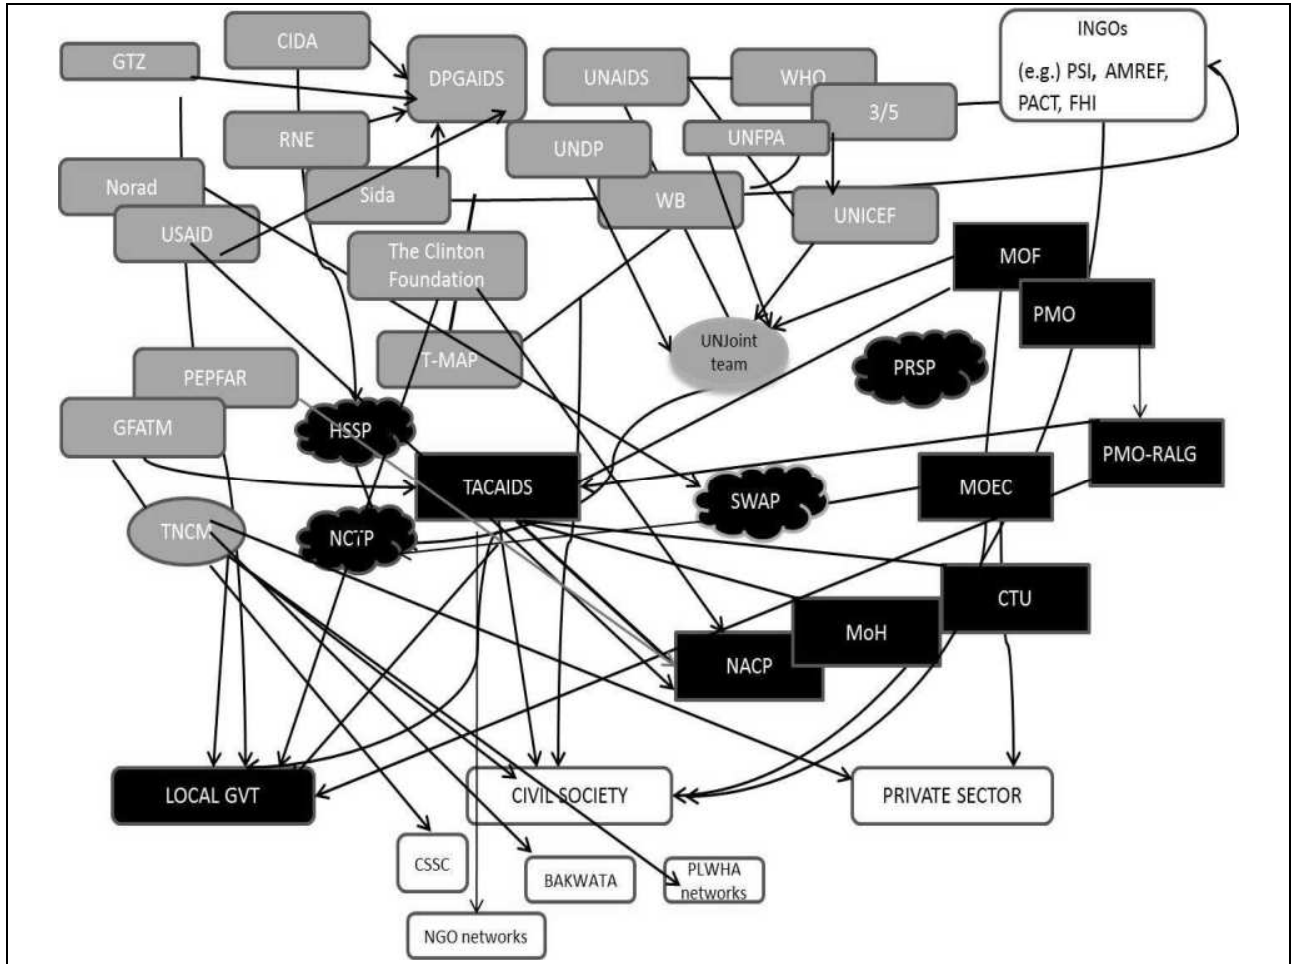 INGOs
(e.g.) PSI, AMREF,
PACT, FHI
CIDA
GTZ
DPGAIDS
UNAIDS
WHO
3/5
RNE
UNDP
UNFPA
Norad
Sida
WB
UNICEF
USAID
The Clinton
Foundation
MOF
PMO
UNJoint
team
T-MAP
PRSP
PEPFAR
GFATM
HSSP
PMO-RALG
TACAIDS
SWAP
MOEC
TNCM
NCTP
CTU
MoH
NACP
LOCAL GVT
CIVIL SOCIETY
PRIVATE SECTOR
CSSC
BAKWATA
PLWHA
networks
NGO networks